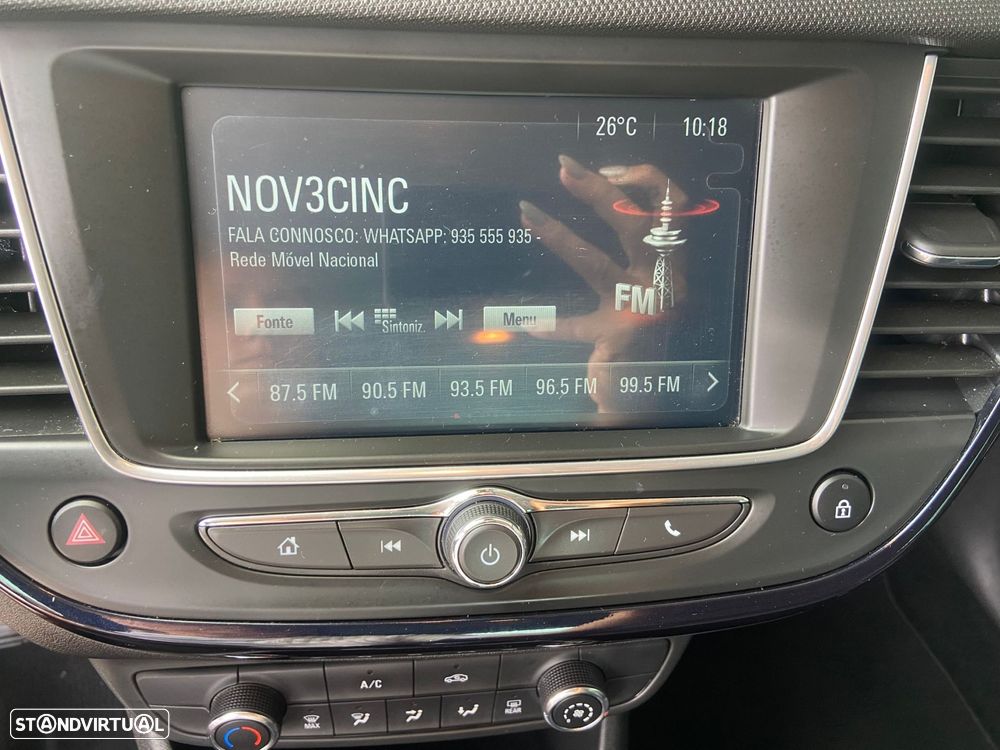 26°C 10:18
NOV3CINC
FALA CONNOSCO: WHATSAPP: 935 555 935 -
Rede Móvel Nacional
FM
Fonte Sintoniz. Menu
87.5 FM 90.5 FM 93.5 FM 96.5 FM 99.5 FM
A/C
MAX REAR
STANDVIRTUAL